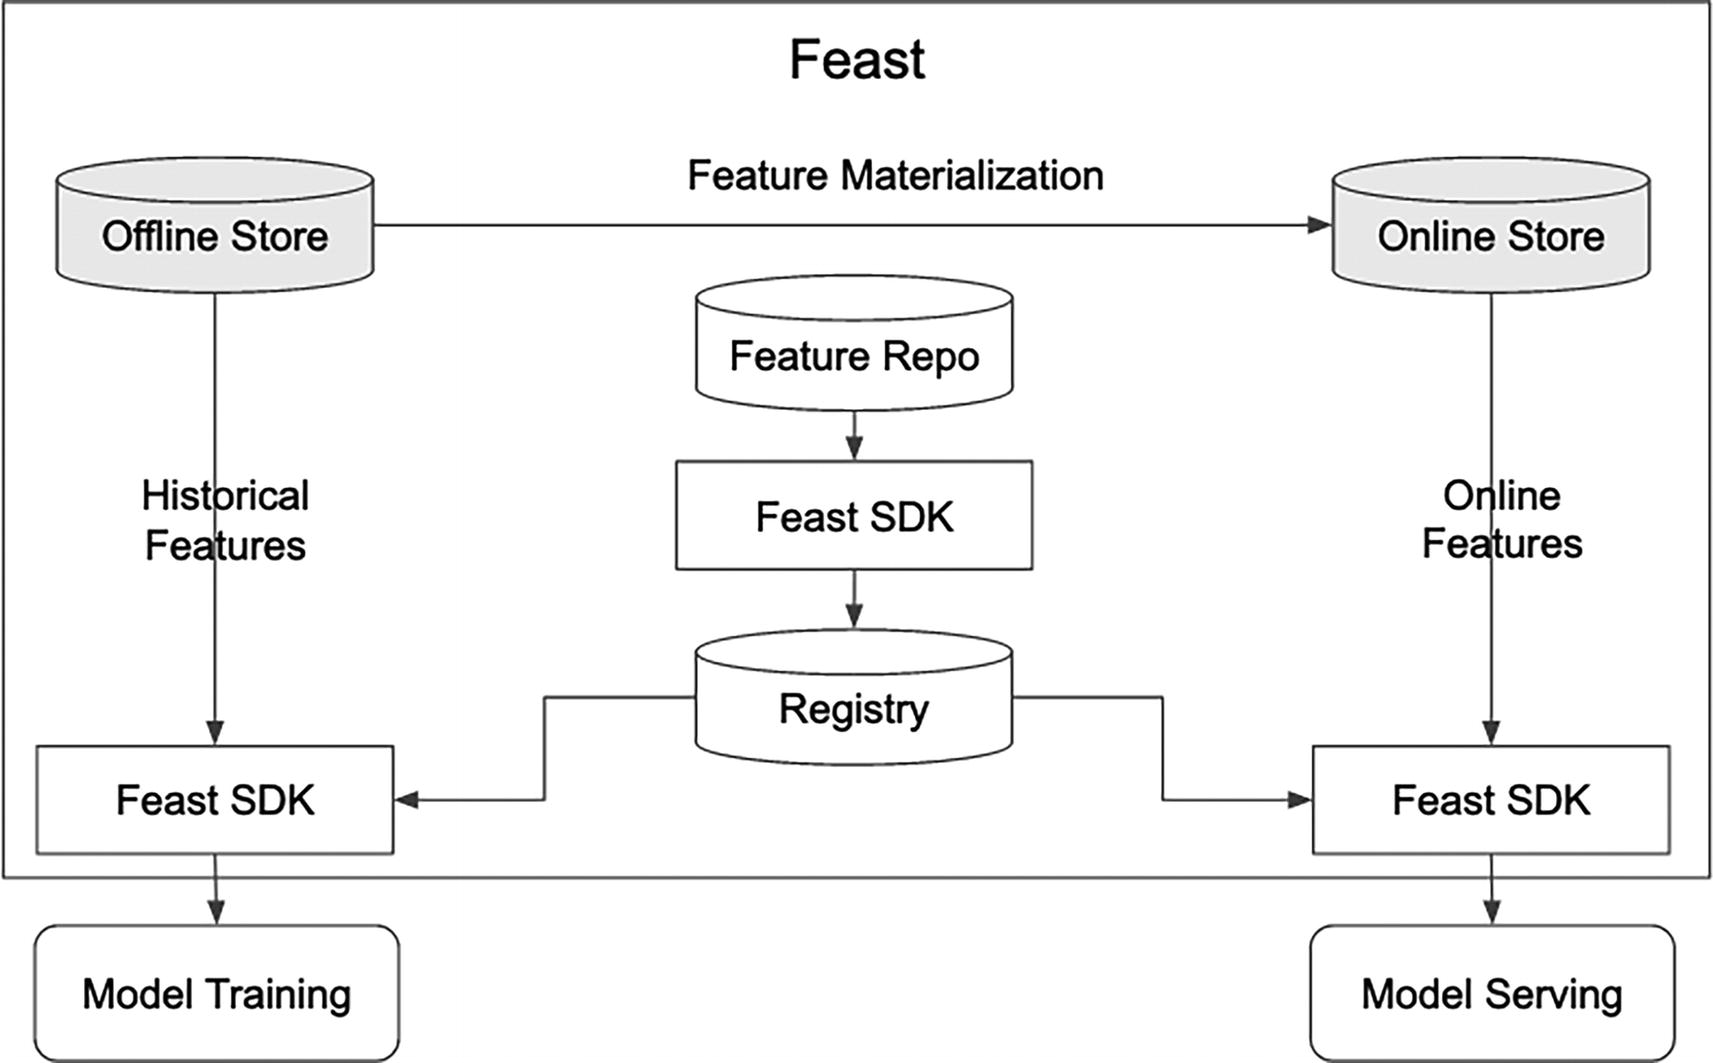 Feast
Feature Materialization
Offline Store
Online Store
Feature Repo
Historical
Features
Feast SDK
Online
Features
Registry
Feast SDK
Feast SDK
Model Training
Model Serving